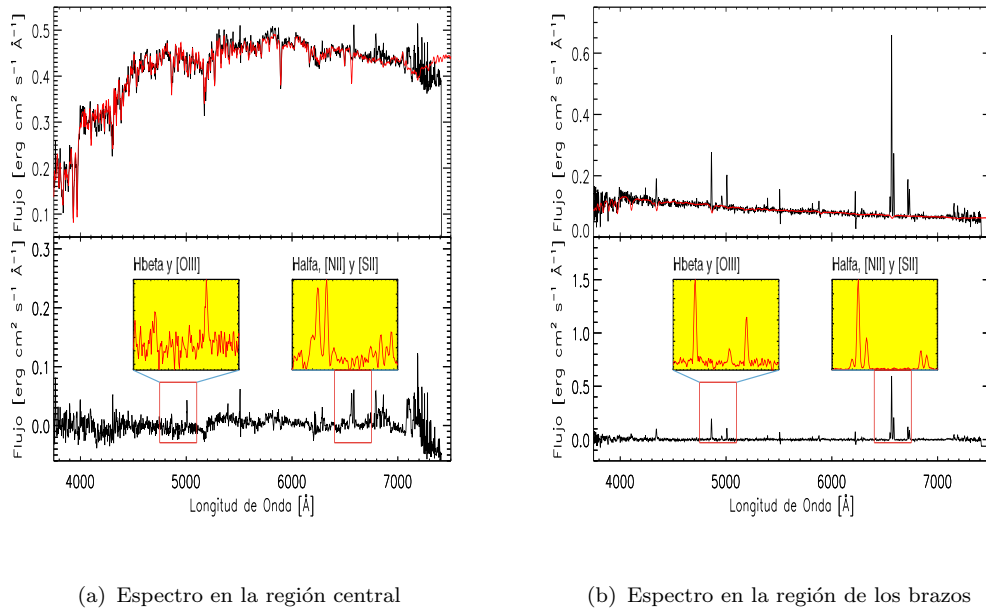 0.5
0.4
0.3
0.2
0.1
Flujo [erg cm² s⁻¹ Å⁻¹]
0.3
0.2
0.1
0.0
Flujo [erg cm² s⁻¹ Å⁻¹]
Hbeta y [OIII]
Halfa, [NII] y [SII]
4000 5000 6000 7000
Longitud de Onda [Å]
0.6
0.4
0.2
0.0
Flujo [erg cm² s⁻¹ Å⁻¹]
1.5
1.0
0.5
0.0
Flujo [erg cm² s⁻¹ Å⁻¹]
Hbeta y [OIII]
Halfa, [NII] y [SII]
4000 5000 6000 7000
Longitud de Onda [Å]
(a) Espectro en la región central
(b) Espectro en la región de los brazos